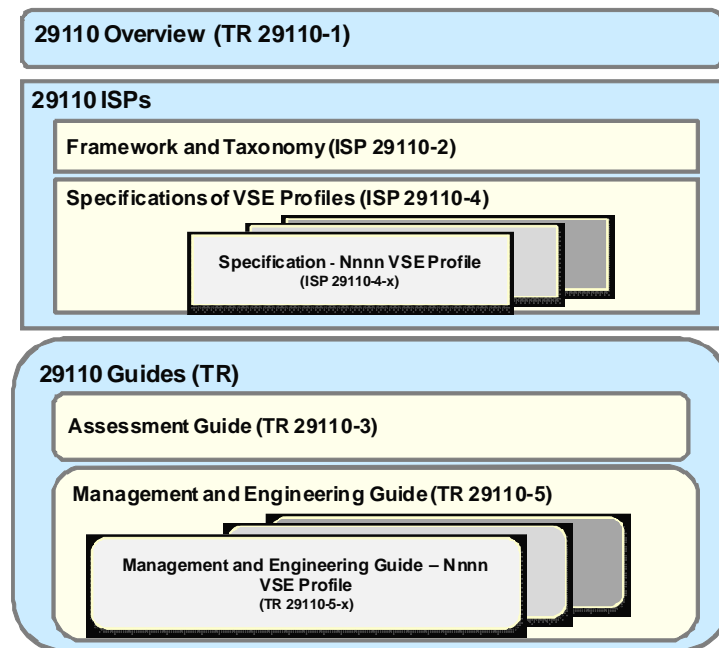 29110 Overview (TR 29110-1)
29110 ISPs
Framework and Taxonomy (ISP 29110-2)
Specifications of VSE Profiles (ISP 29110-4)
Specification - Nnnn VSE Profile
(ISP 29110-4-x)
29110 Guides (TR)
Assessment Guide (TR 29110-3)
Management and Engineering Guide (TR 29110-5)
Management and Engineering Guide – Nnnn
VSE Profile
(TR 29110-5-x)